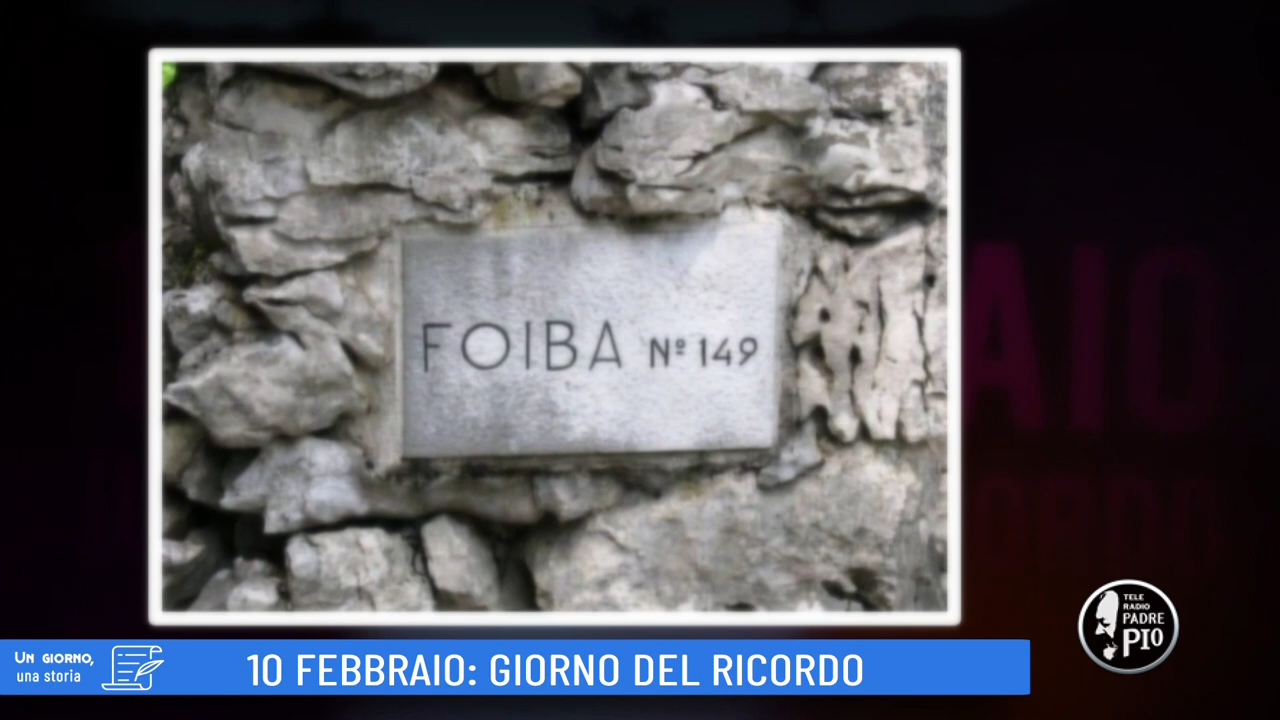 FOIBA Nº 149
UN GIORNO,
una storia
10 FEBBRAIO: GIORNO DEL RICORDO
TELE
RADIO
PADRE
PIO